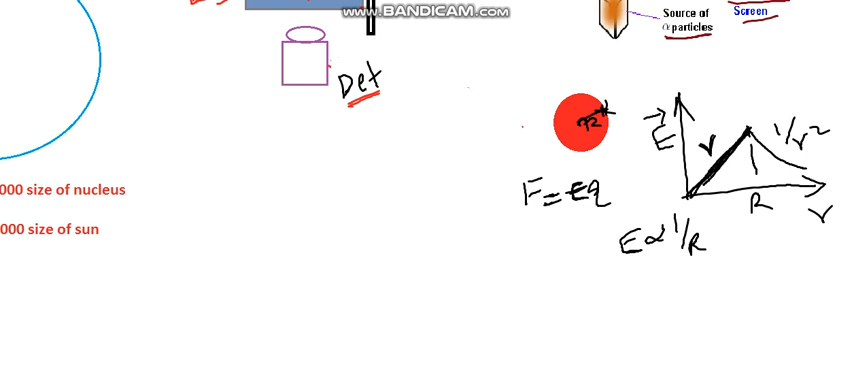 WWW.BANDICAM.COM
Source of
α particles
Screen
Det
R
E
r
1/r²
R
r
F = Eq
E ∝ 1/R
000 size of nucleus
000 size of sun